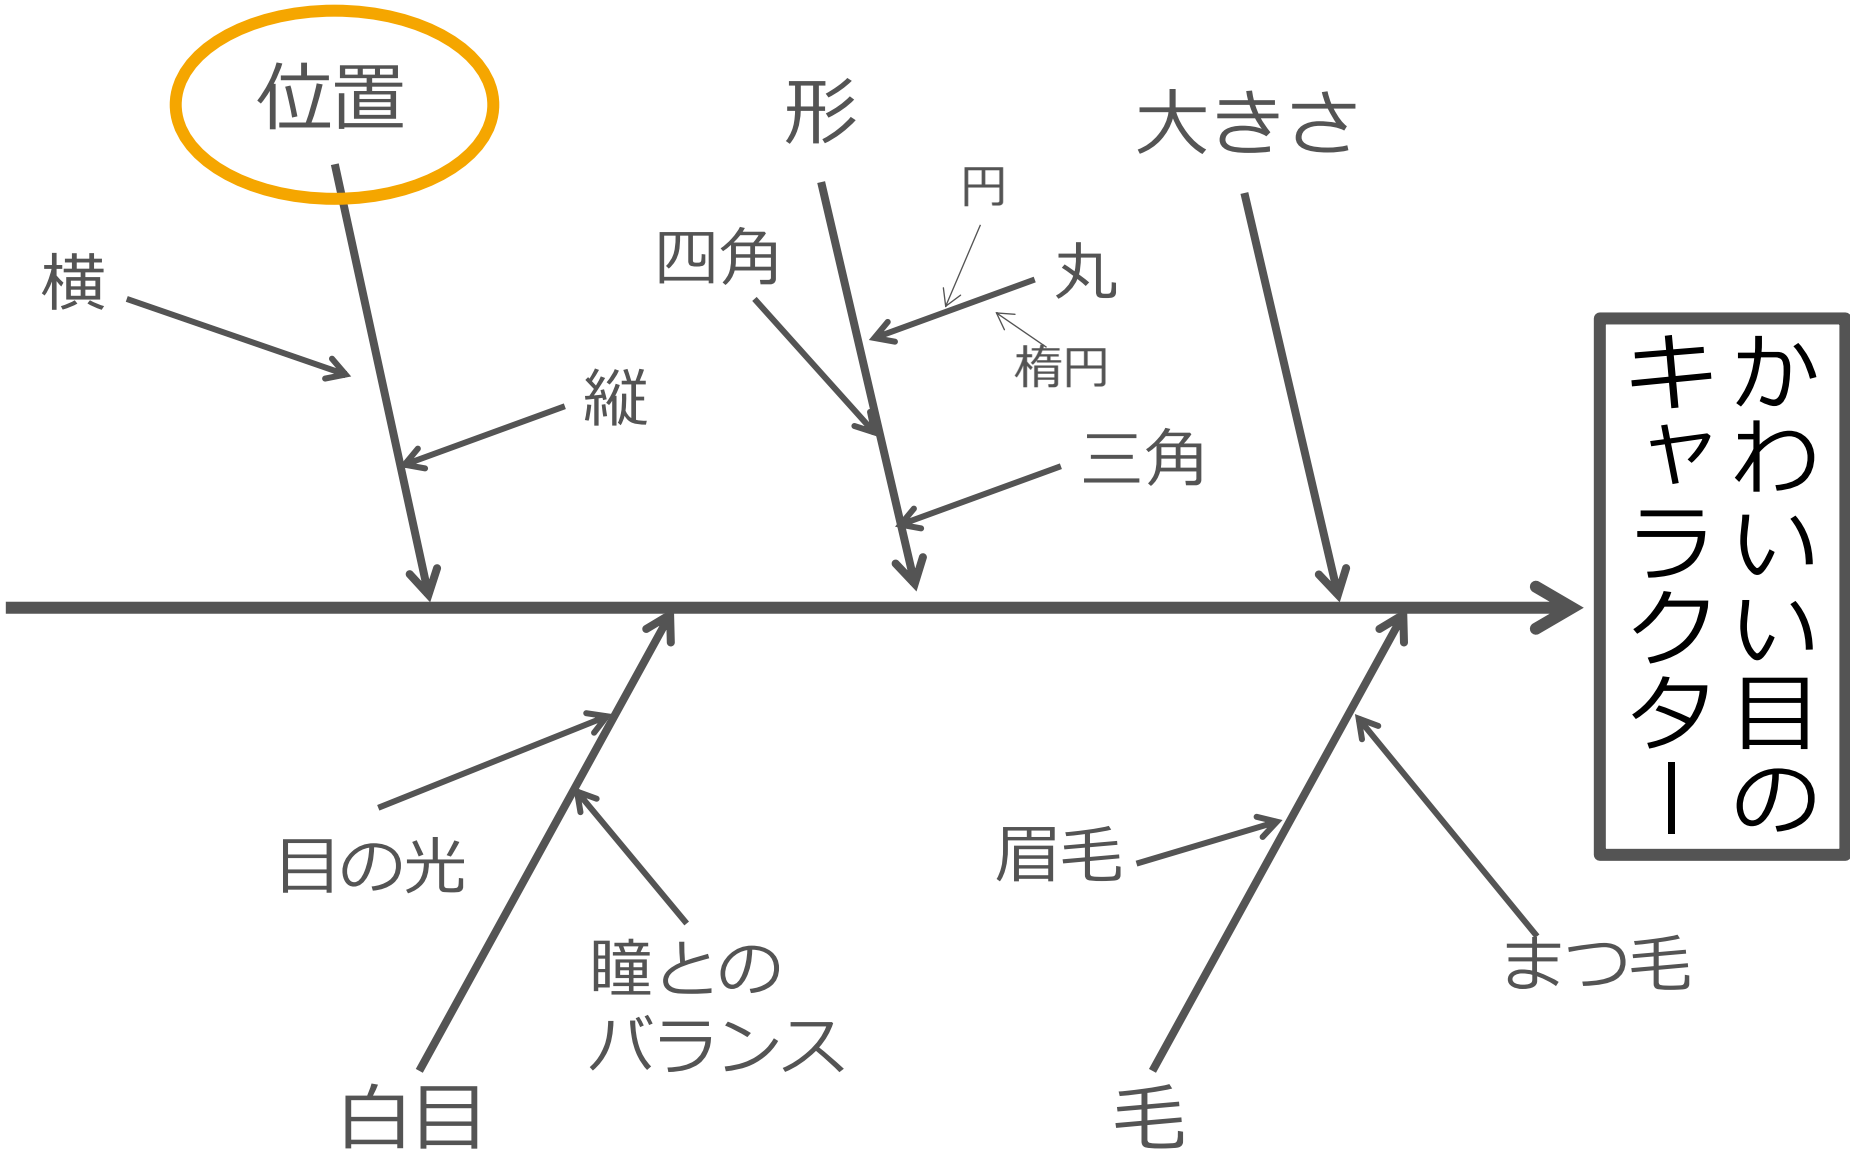 位置
横
縦
形
四角
円
丸
楕円
三角
大きさ
目の光
瞳との
バランス
白目
眉毛
まつ毛
毛
かわいい目の
キャラクター